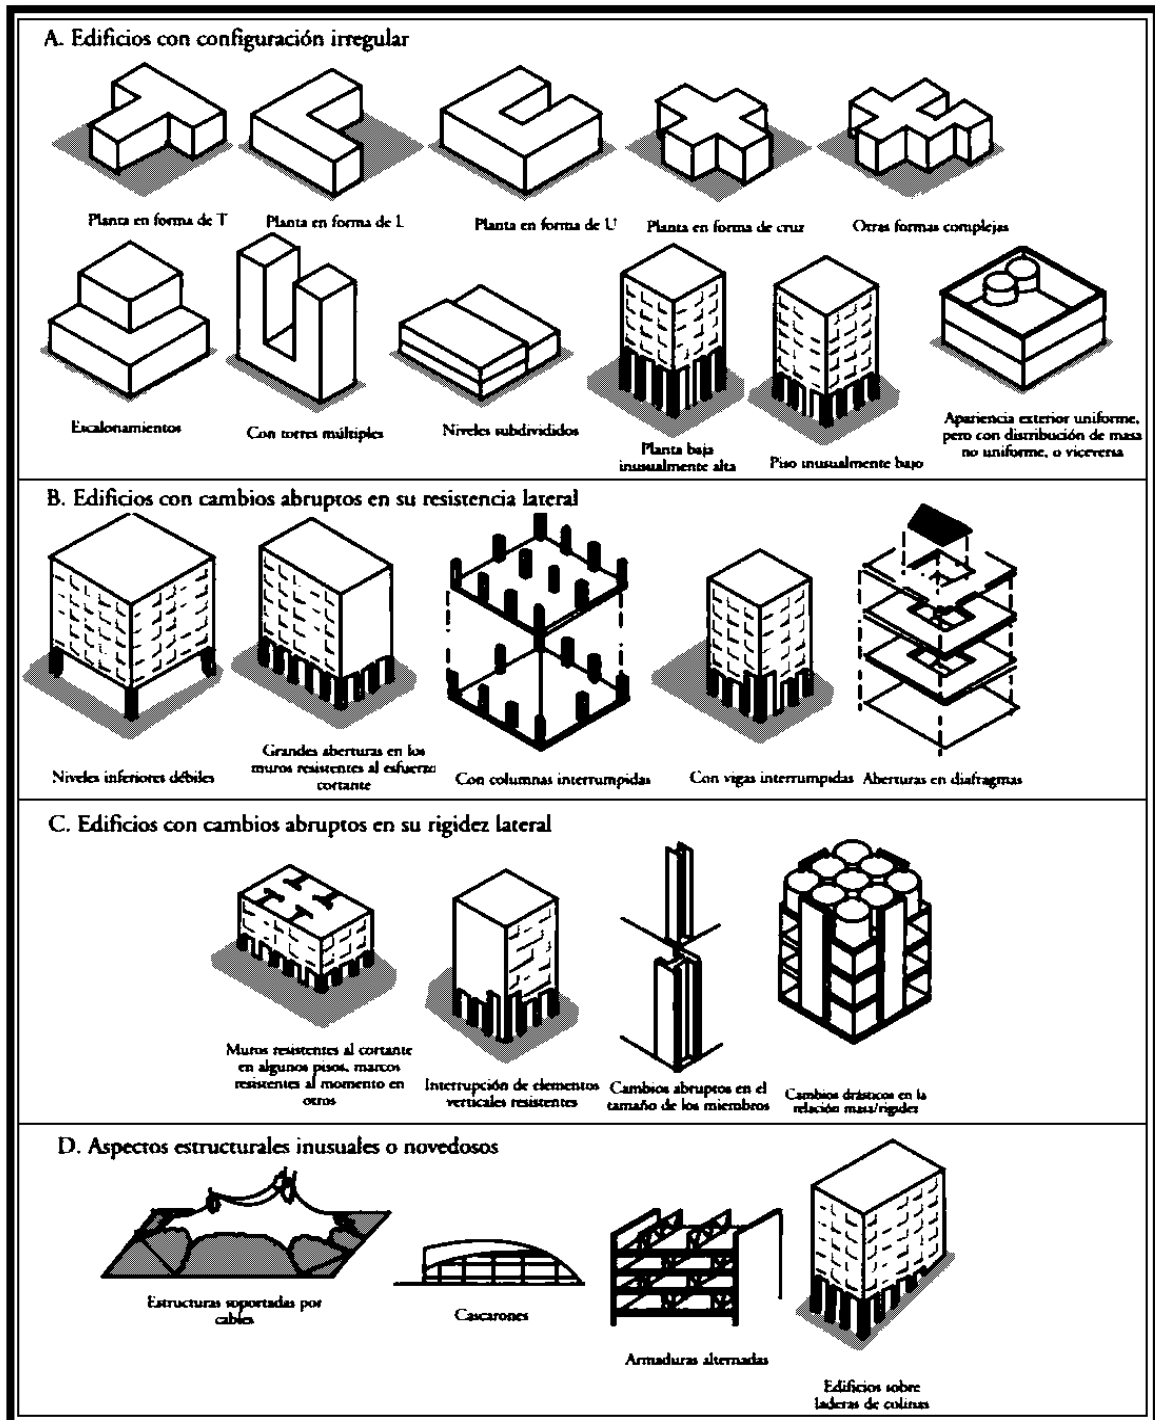 A. Edificios con configuración irregular
Planta en forma de T
Planta en forma de L
Planta en forma de U
Planta en forma de cruz
Otras formas complejas
Escalonamientos
Con torres múltiples
Niveles subdivididos
Planta baja
inusualmente alta
Piso inusualmente bajo
Apariencia exterior uniforme,
pero con distribución de masa
no uniforme, o viceversa
B. Edificios con cambios abruptos en su resistencia lateral
Niveles inferiores débiles
Grandes aberturas en los
muros resistentes al esfuerzo
cortante
Con columnas interrumpidas
Con vigas interrumpidas
Aberturas en diafragmas
C. Edificios con cambios abruptos en su rigidez lateral
Muros resistentes al cortante
en algunos pisos, marcos
resistentes al momento en
otros
Interrupción de elementos
verticales resistentes
Cambios abruptos en el
tamaño de los miembros
Cambios drásticos en la
relación masa/rigidez
D. Aspectos estructurales inusuales o novedosos
Estructuras soportadas por
cables
Cascarones
Armaduras alternadas
Edificios sobre
laderas de colinas